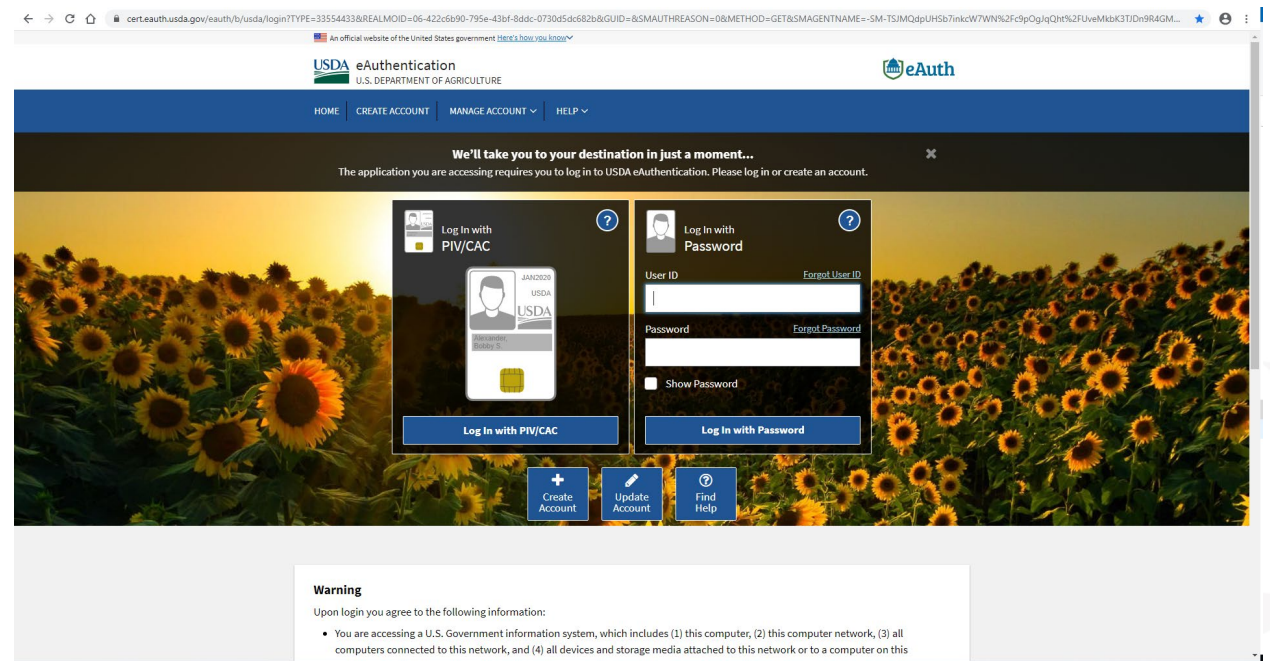 cert.eauth.usda.gov/eauth/b/usda/login?TYPE=33554433&REALMOID=06-422c6b90-795e-43bf-8ddc-0730d5dc682b&GUID=&SMAUTHREASON=0&METHOD=GET&SMAGENTNAME=-SM-TSJMQdpUHSb7inkcW7WN%2Fc9pOgJqQht%2FUveMkbK3TJDn9R4GM...
An official website of the United States government Here's how you know
USDA eAuthentication
U.S. DEPARTMENT OF AGRICULTURE
eAuth
HOME CREATE ACCOUNT MANAGE ACCOUNT HELP
We'll take you to your destination in just a moment...
The application you are accessing requires you to log in to USDA eAuthentication. Please log in or create an account.
Log In with
PIV/CAC
JAN2020
USDA
USDA
Alexander,
Bobby S.
Log In with PIV/CAC
Log In with
Password
User ID Forgot User ID
Password Forgot Password
Show Password
Log In with Password
Create
Account
Update
Account
Find
Help
Warning
Upon login you agree to the following information:
• You are accessing a U.S. Government information system, which includes (1) this computer, (2) this computer network, (3) all
computers connected to this network, and (4) all devices and storage media attached to this network or to a computer on this